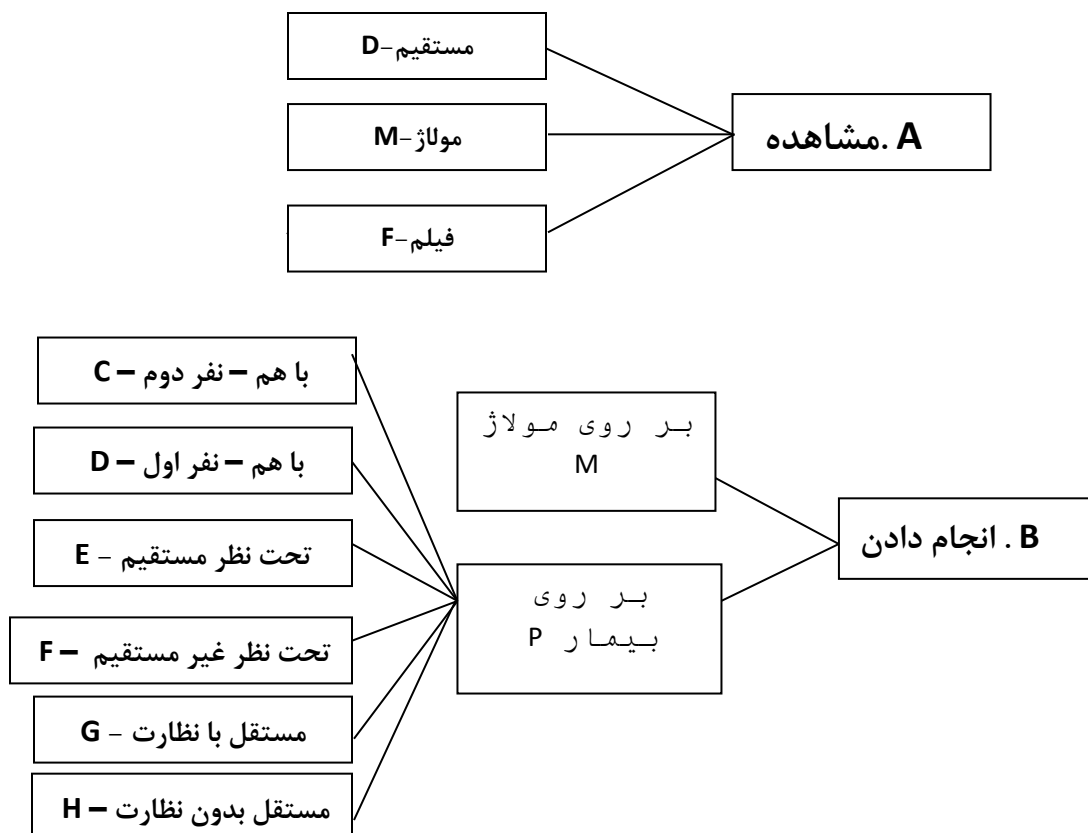 A .مشاهده
مستقیم–D
مولاژ–M
فیلم–F
B . انجام دادن
بر روی مولاژ
M
بر روی
بیمار P
با هم – نفر دوم – C
با هم – نفر اول – D
تحت نظر مستقیم – E
تحت نظر غیر مستقیم – F
مستقل با نظارت – G
مستقل بدون نظارت – H